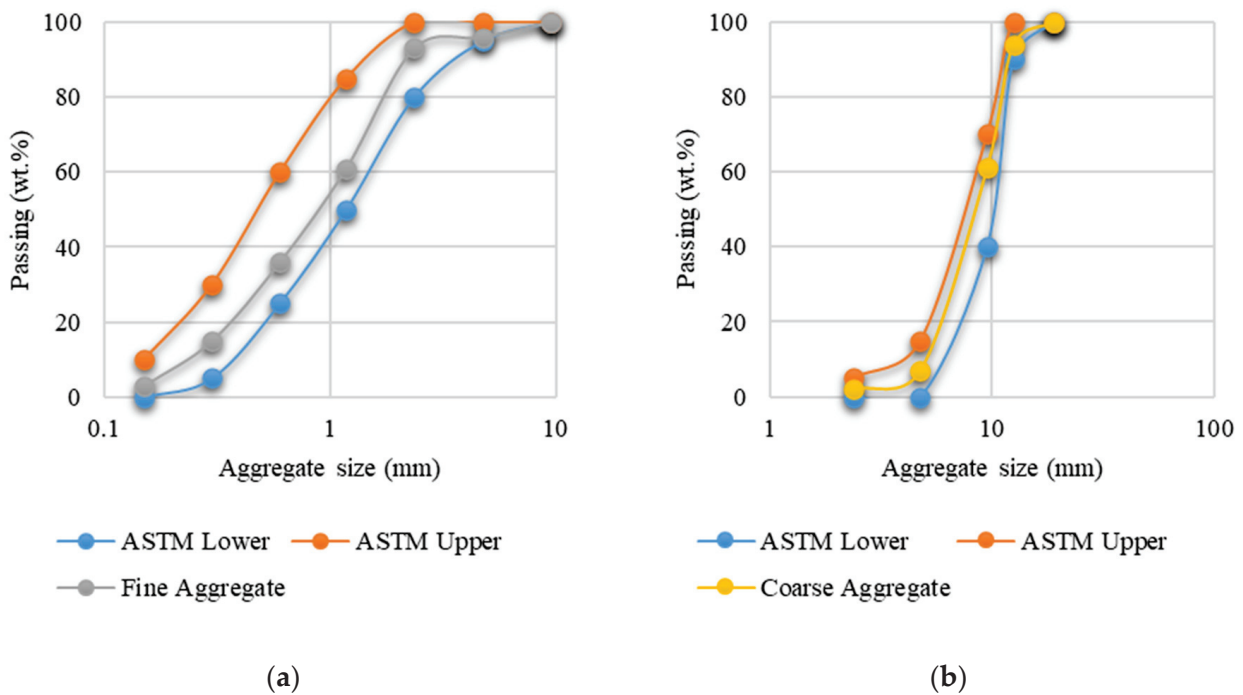 100
80
60
40
20
0
Passing (wt.%)
0.1 1 10
Aggregate size (mm)
ASTM Lower ASTM Upper
Fine Aggregate
(a)
100
80
60
40
20
0
Passing (wt.%)
1 10 100
Aggregate size (mm)
ASTM Lower ASTM Upper
Coarse Aggregate
(b)